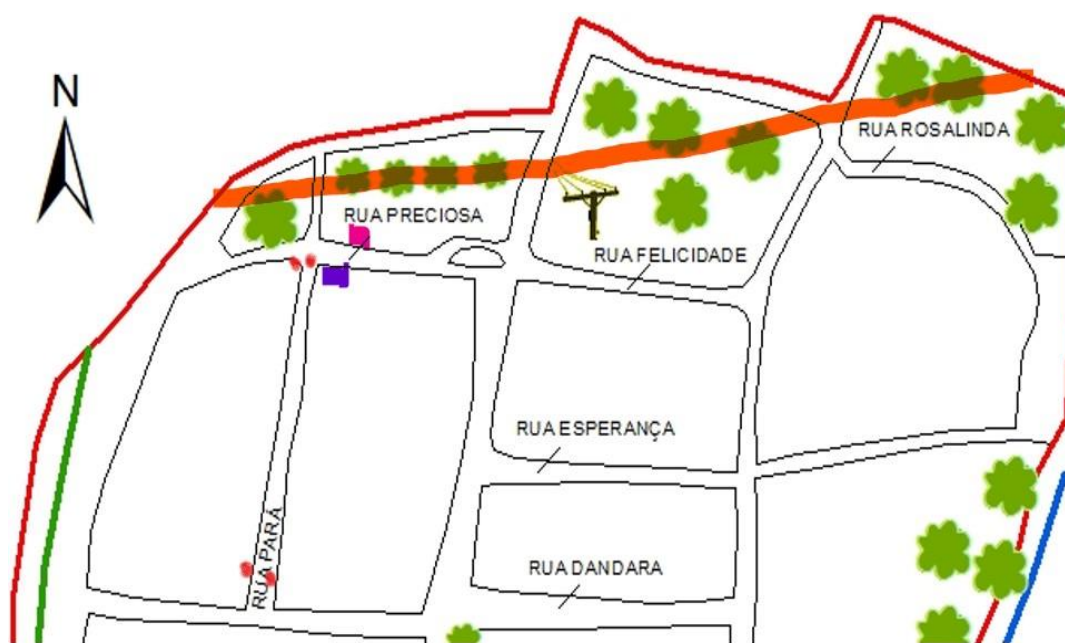 N
RUA ROSALINDA
RUA PRECIOSA
RUA FELICIDADE
RUA ESPERANÇA
RUA PARÁ
RUA DANDARA